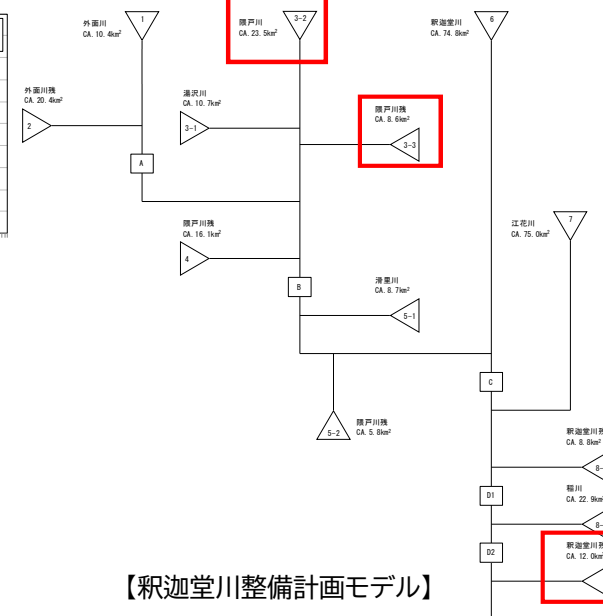 外面川
CA. 10.4km²
1
隈戸川
CA. 23.5km²
3-2
釈迦堂川
CA. 74.8km²
6
外面川残
CA. 20.4km²
2
湯沢川
CA. 10.7km²
3-1
隈戸川残
CA. 8.6km²
3-3
A
隈戸川残
CA. 16.1km²
4
江花川
CA. 75.0km²
7
B
滑里川
CA. 8.7km²
5-1
C
隈戸川残
CA. 5.8km²
5-2
釈迦堂川残
CA. 8.8km²
8-
D1
稲川
CA. 22.9km²
8-
D2
釈迦堂川残
CA. 12.0km²
【釈迦堂川整備計画モデル】